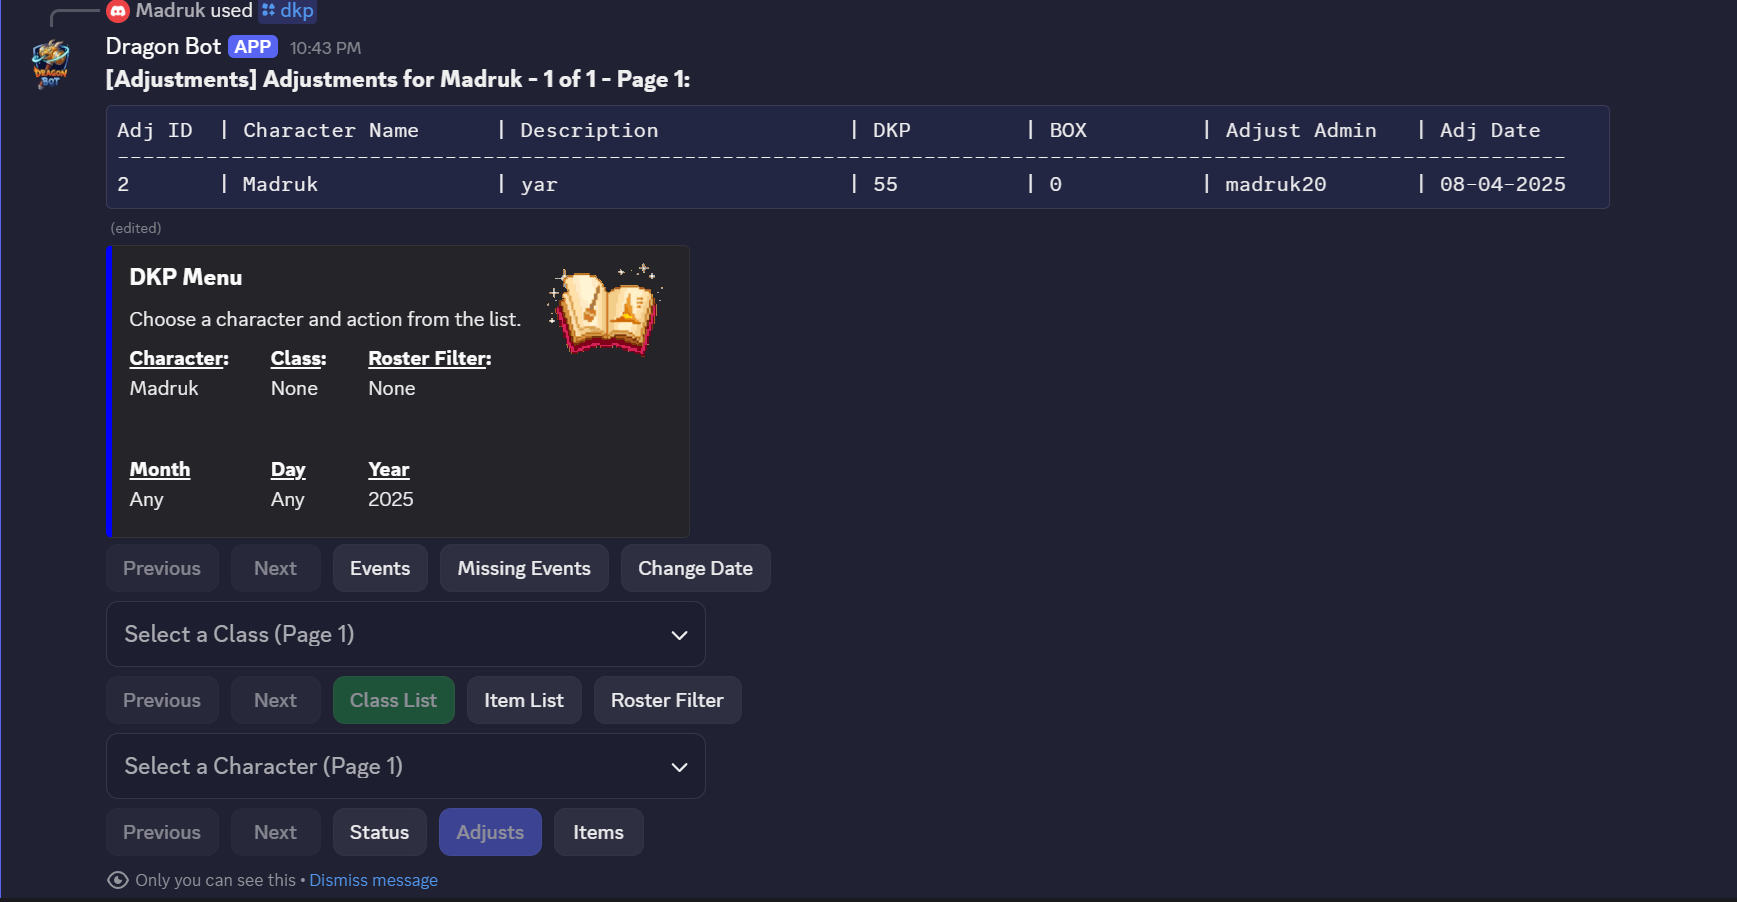 Madruk used dkp
DRAGON
BOT
Dragon Bot APP 10:43 PM
[Adjustments] Adjustments for Madruk - 1 of 1 - Page 1:
Adj ID | Character Name | Description | DKP | BOX | Adjust Admin | Adj Date
-------------------------------------------------------------------------------------------------------------------
2 | Madruk | yar | 55 | 0 | madruk20 | 08-04-2025
(edited)
DKP Menu
Choose a character and action from the list.
Character: Class: Roster Filter:
Madruk None None
Month Day Year
Any Any 2025
Previous Next Events Missing Events Change Date
Select a Class (Page 1)
Previous Next Class List Item List Roster Filter
Select a Character (Page 1)
Previous Next Status Adjusts Items
Only you can see this • Dismiss message